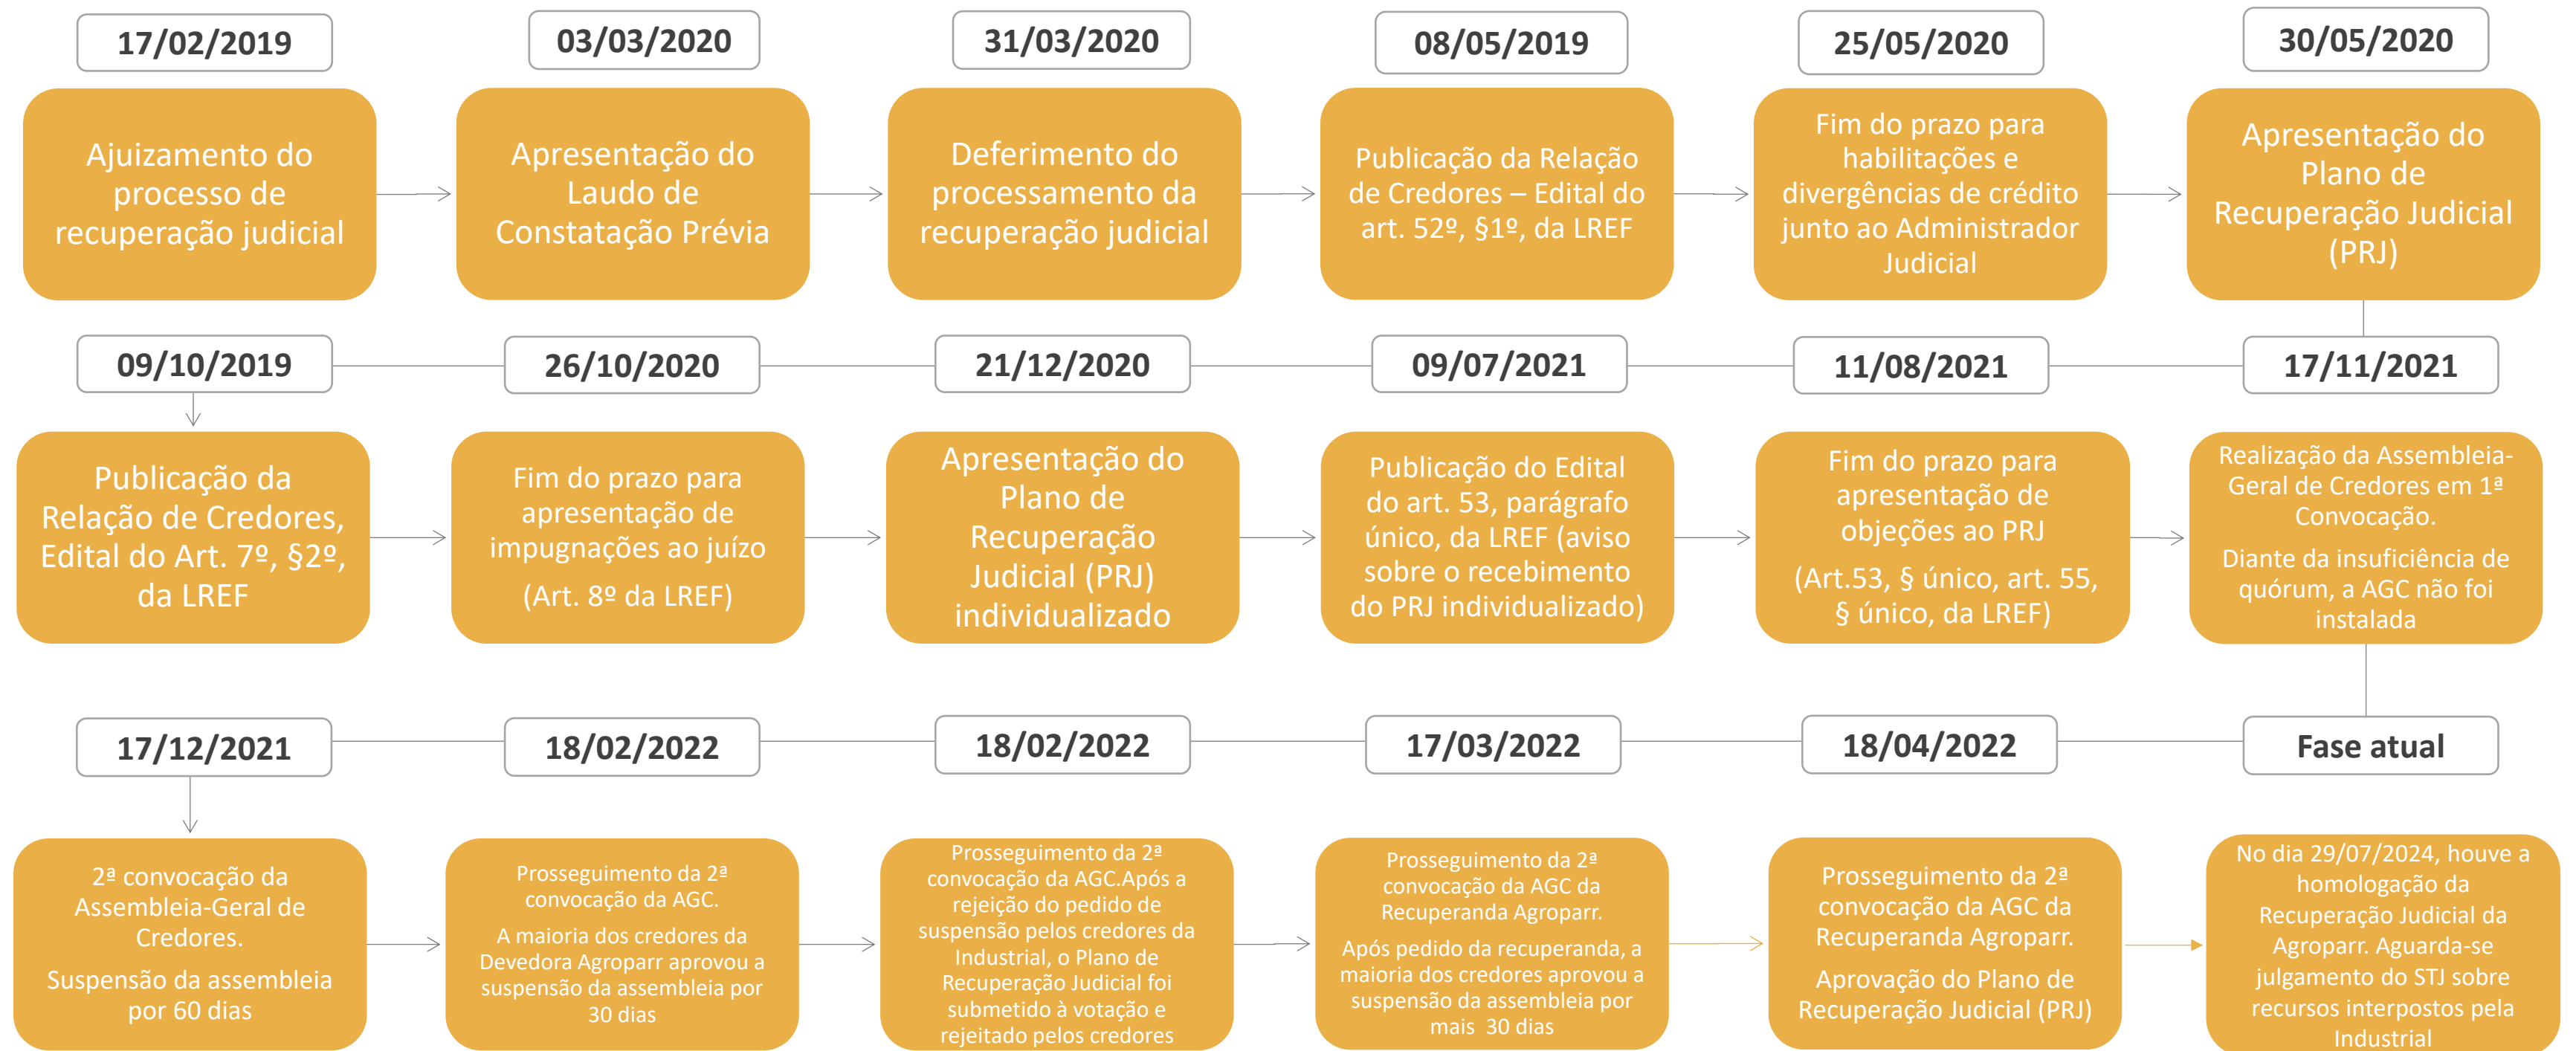 17/02/2019
03/03/2020
31/03/2020
08/05/2019
25/05/2020
30/05/2020
Ajuizamento do
processo de
recuperação judicial
Apresentação do
Laudo de
Constatação Prévia
Deferimento do
processamento da
recuperação judicial
Publicação da Relação
de Credores – Edital do
art. 52º, §1º, da LREF
Fim do prazo para
habilitações e
divergências de crédito
junto ao Administrador
Judicial
Apresentação do
Plano de
Recuperação Judicial
(PRJ)
09/10/2019
26/10/2020
21/12/2020
09/07/2021
11/08/2021
17/11/2021
Publicação da
Relação de Credores,
Edital do Art. 7º, §2º,
da LREF
Fim do prazo para
apresentação de
impugnações ao juízo
(Art. 8º da LREF)
Apresentação do
Plano de
Recuperação
Judicial (PRJ)
individualizado
Publicação do Edital
do art. 53, parágrafo
único, da LREF (aviso
sobre o recebimento
do PRJ individualizado)
Fim do prazo para
apresentação de
objeções ao PRJ
(Art.53, § único, art. 55,
§ único, da LREF)
Realização da Assembleia-
Geral de Credores em 1ª
Convocação.
Diante da insuficiência de
quórum, a AGC não foi
instalada
17/12/2021
18/02/2022
18/02/2022
17/03/2022
18/04/2022
Fase atual
2ª convocação da
Assembleia-Geral de
Credores.
Suspensão da assembleia
por 60 dias
Prosseguimento da 2ª
convocação da AGC.
A maioria dos credores da
Devedora Agroparr aprovou a
suspensão da assembleia por
30 dias
Prosseguimento da 2ª
convocação da AGC.Após a
rejeição do pedido de
suspensão pelos credores da
Industrial, o Plano de
Recuperação Judicial foi
submetido à votação e
rejeitado pelos credores
Prosseguimento da 2ª
convocação da AGC da
Recuperanda Agroparr.
Após pedido da recuperanda, a
maioria dos credores aprovou a
suspensão da assembleia por
mais 30 dias
Prosseguimento da 2ª
convocação da AGC da
Recuperanda Agroparr.
Aprovação do Plano de
Recuperação Judicial (PRJ)
No dia 29/07/2024, houve a
homologação da
Recuperação Judicial da
Agroparr. Aguarda-se
julgamento do STJ sobre
recursos interpostos pela
Industrial